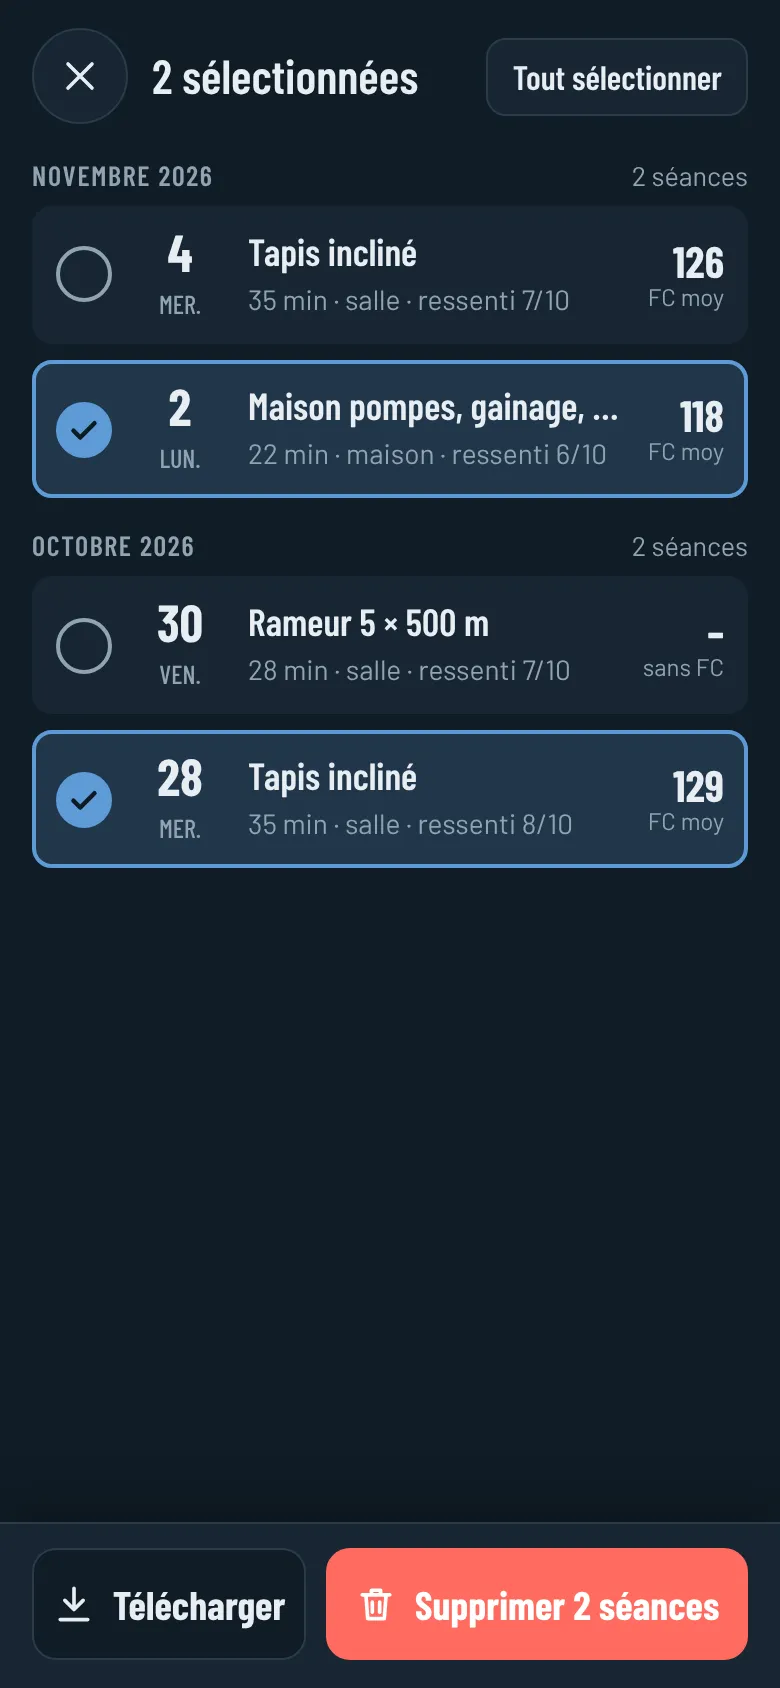 2 sélectionnées
Tout sélectionner
NOVEMBRE 2026
2 séances
4
MER.
Tapis incliné
35 min · salle · ressenti 7/10
126
FC moy
2
LUN.
Maison pompes, gainage, ...
22 min · maison · ressenti 6/10
118
FC moy
OCTOBRE 2026
2 séances
30
VEN.
Rameur 5 × 500 m
28 min · salle · ressenti 7/10
–
sans FC
28
MER.
Tapis incliné
35 min · salle · ressenti 8/10
129
FC moy
Télécharger
Supprimer 2 séances